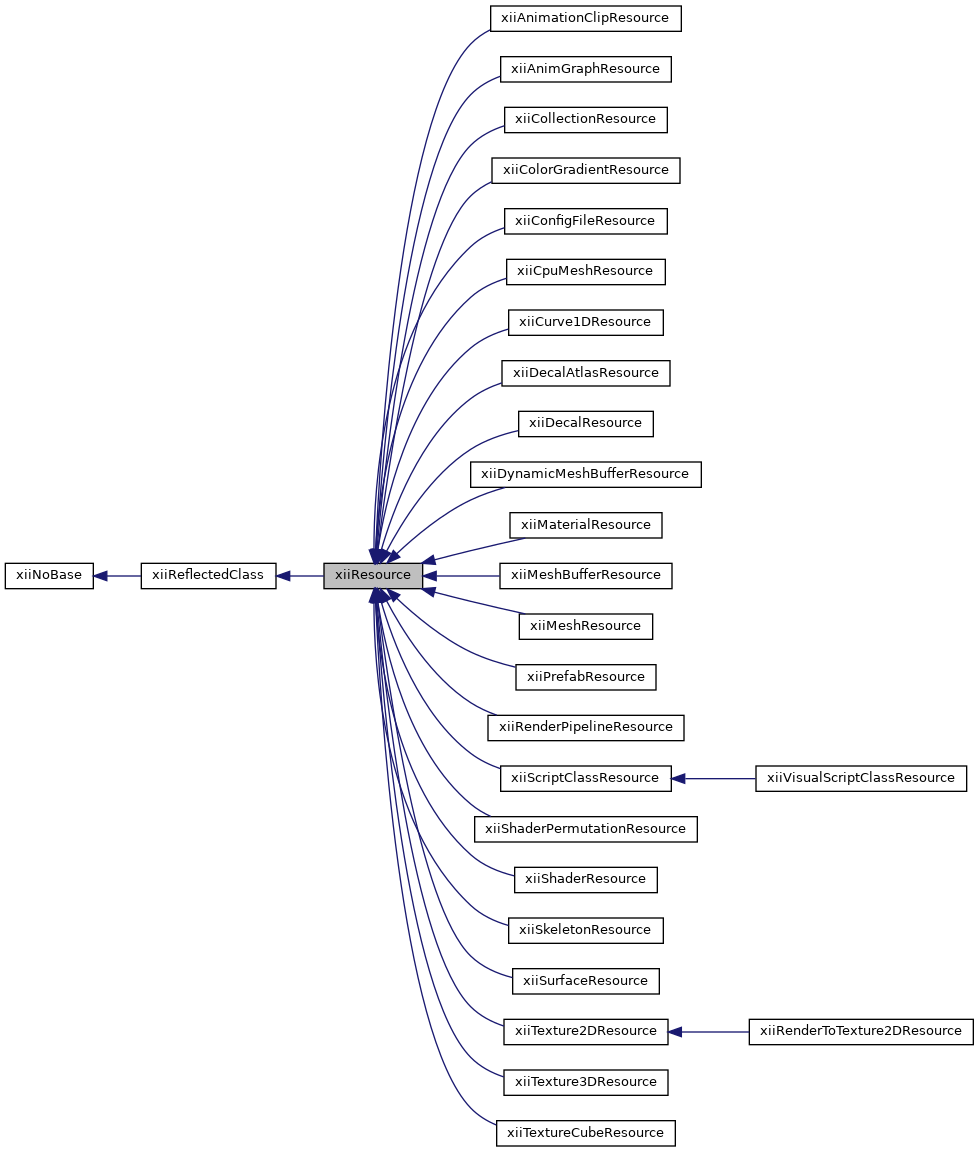 xiiAnimationClipResource
xiiAnimGraphResource
xiiCollectionResource
xiiColorGradientResource
xiiConfigFileResource
xiiCpuMeshResource
xiiCurve1DResource
xiiDecalAtlasResource
xiiDecalResource
xiiDynamicMeshBufferResource
xiiMaterialResource
xiiNoBase
xiiReflectedClass
xiiResource
xiiMeshBufferResource
xiiMeshResource
xiiPrefabResource
xiiRenderPipelineResource
xiiScriptClassResource
xiiVisualScriptClassResource
xiiShaderPermutationResource
xiiShaderResource
xiiSkeletonResource
xiiSurfaceResource
xiiTexture2DResource
xiiRenderToTexture2DResource
xiiTexture3DResource
xiiTextureCubeResource